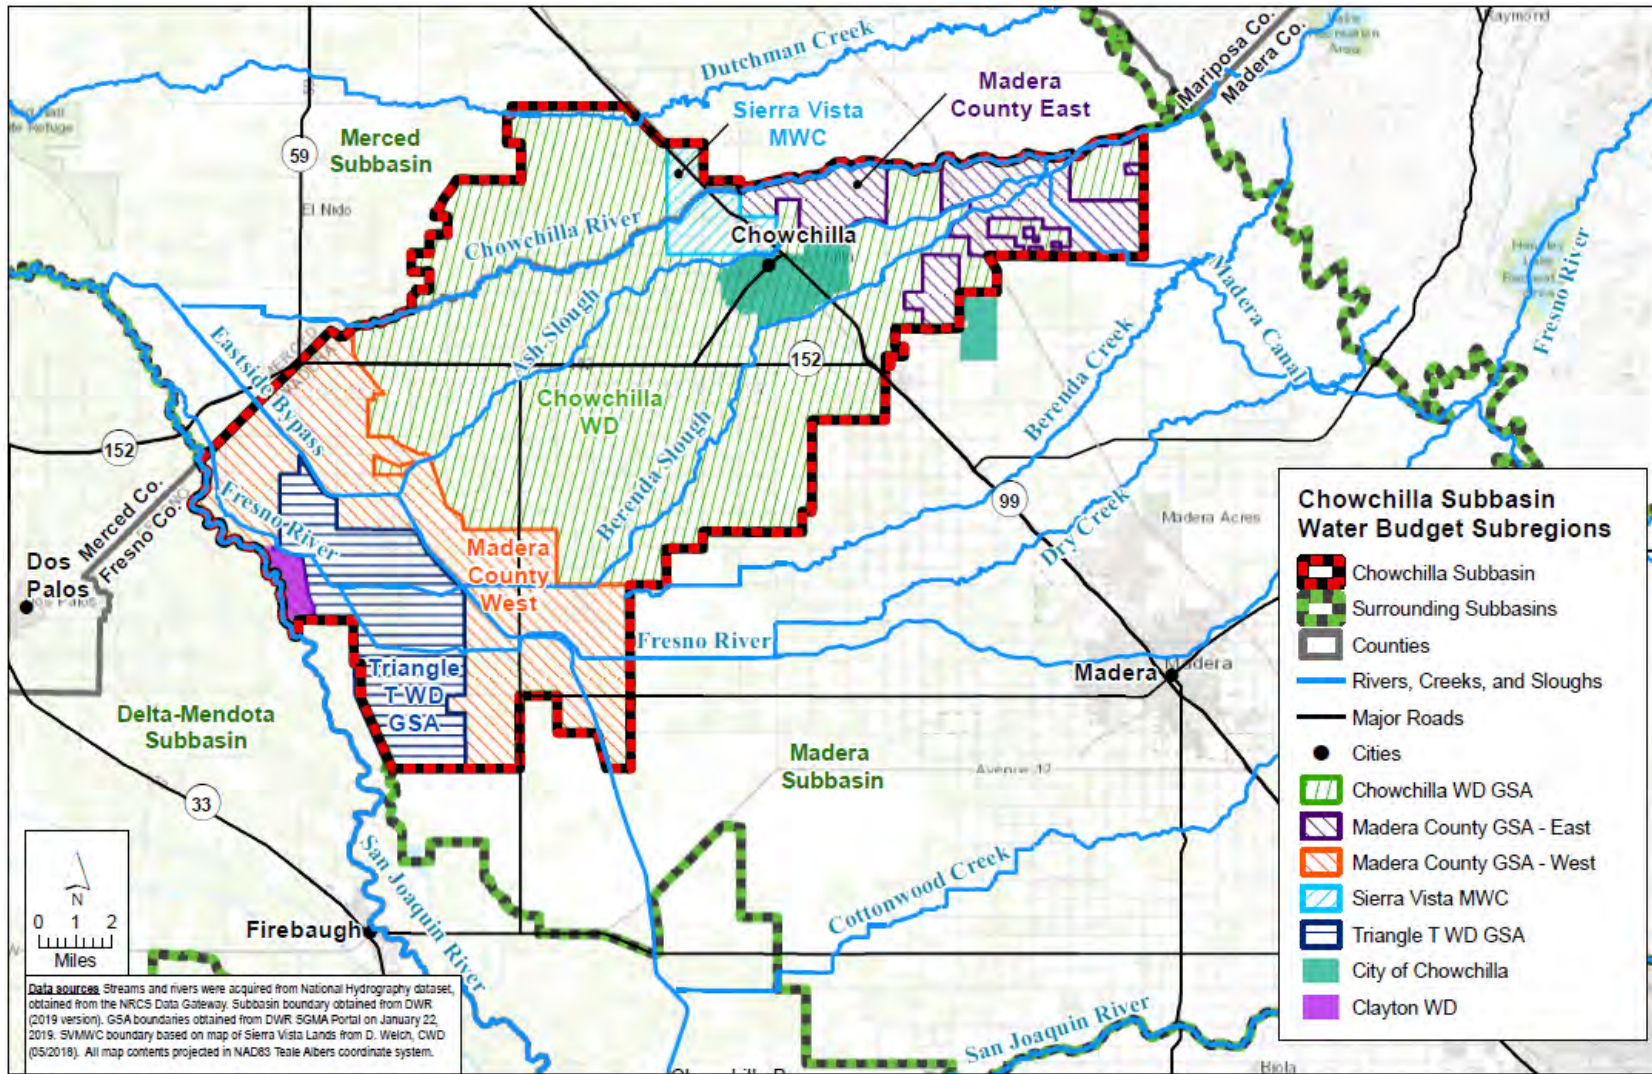 Dutchman Creek
Mariposa Co.
Madera Co.
Raymond
Madera
County East
Sierra Vista
MWC
Merced
Subbasin
59
El Nido
Chowchilla River
Chowchilla
Ash Slough
Eastside Bypass
152
152
Chowchilla
WD
Berenda Slough
Berenda Creek
Madera Canal
Fresno River
Merced Co.
Fresno Co.
Dos
Palos
Fresno River
Madera
County
West
99
Dry Creek
Madera Acres
Fresno River
Madera
Madera
Triangle
T WD
GSA
Delta-Mendota
Subbasin
Madera
Subbasin
Avenue 12
33
San Joaquin River
Cottonwood Creek
Firebaugh
San Joaquin River
Biola
N
0 1 2
Miles
Data sources Streams and rivers were acquired from National Hydrography dataset,
obtained from the NRCS Data Gateway. Subbasin boundary obtained from DWR
(2019 version). GSA boundaries obtained from DWR SGMA Portal on January 22,
2019. SVMWC boundary based on map of Sierra Vista Lands from D. Welch, CWD
(05/2018). All map contents projected in NAD83 Teale Albers coordinate system.
Chowchilla Subbasin
Water Budget Subregions
Chowchilla Subbasin
Surrounding Subbasins
Counties
Rivers, Creeks, and Sloughs
Major Roads
Cities
Chowchilla WD GSA
Madera County GSA - East
Madera County GSA - West
Sierra Vista MWC
Triangle T WD GSA
City of Chowchilla
Clayton WD